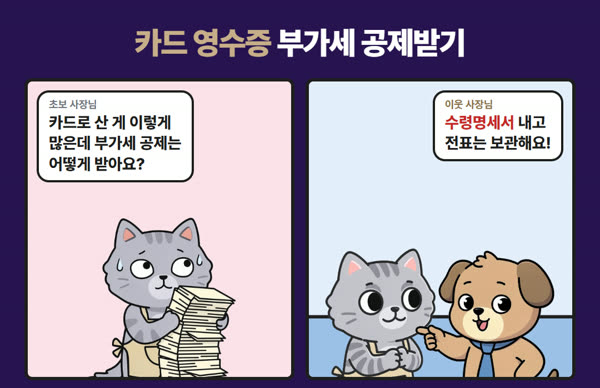 카드 영수증 부가세 공제받기
초보 사장님
카드로 산 게 이렇게
많은데 부가세 공제는
어떻게 받아요?
이웃 사장님
수령명세서 내고
전표는 보관해요!